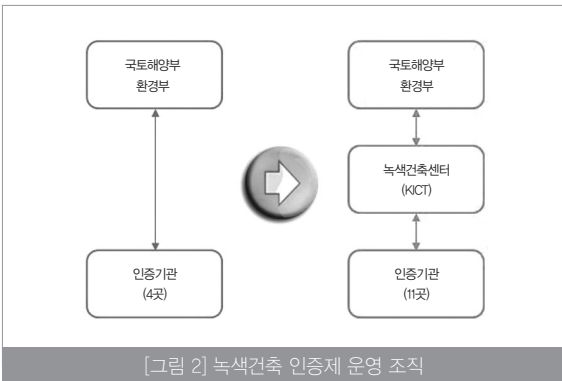 국토해양부
환경부
인증기관
(4곳)
국토해양부
환경부
녹색건축센터
(KICT)
인증기관
(11곳)
[그림 2] 녹색건축 인증제 운영 조직